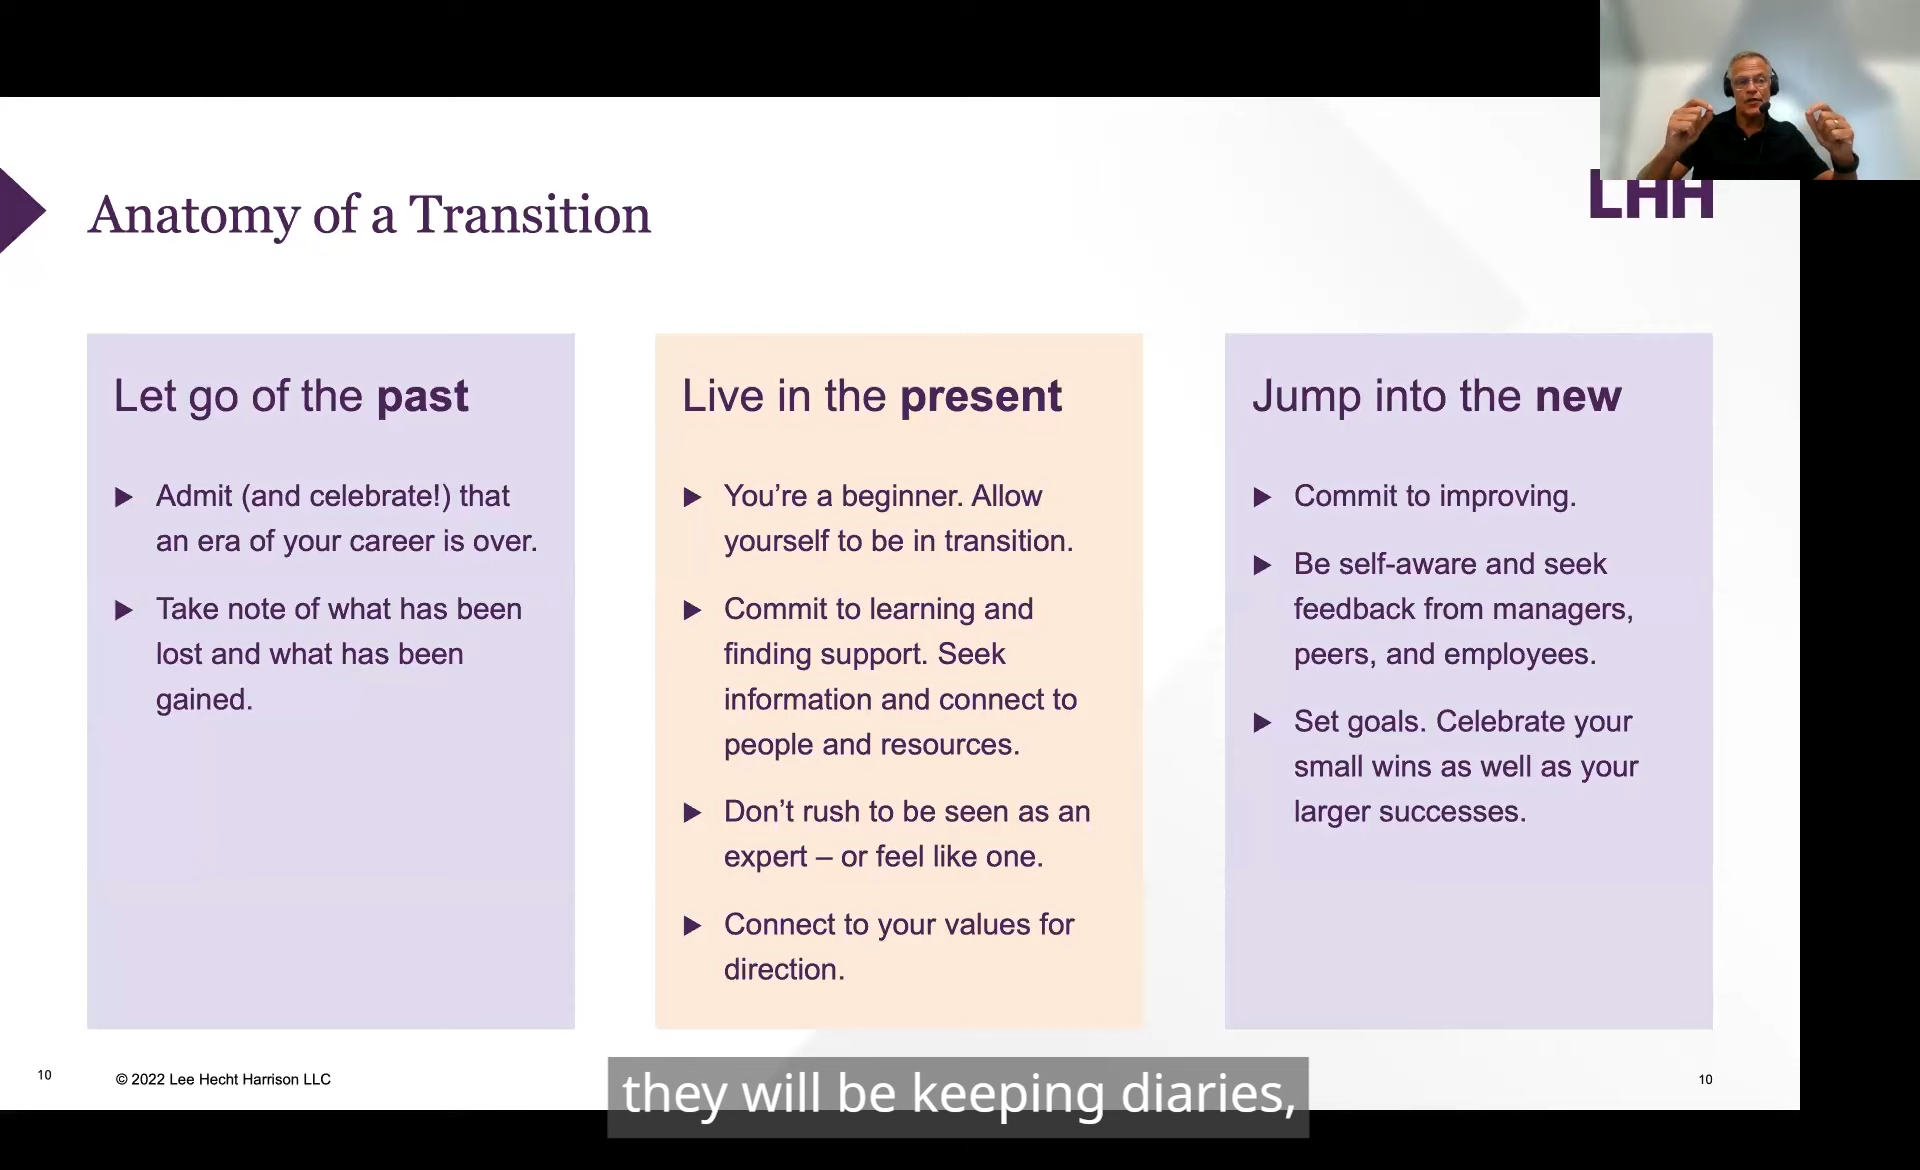 LHH
Anatomy of a Transition
Let go of the past
▶ Admit (and celebrate!) that
an era of your career is over.
▶ Take note of what has been
lost and what has been
gained.
Live in the present
▶ You’re a beginner. Allow
yourself to be in transition.
▶ Commit to learning and
finding support. Seek
information and connect to
people and resources.
▶ Don’t rush to be seen as an
expert – or feel like one.
▶ Connect to your values for
direction.
Jump into the new
▶ Commit to improving.
▶ Be self-aware and seek
feedback from managers,
peers, and employees.
▶ Set goals. Celebrate your
small wins as well as your
larger successes.
10
© 2022 Lee Hecht Harrison LLC
10
they will be keeping diaries,